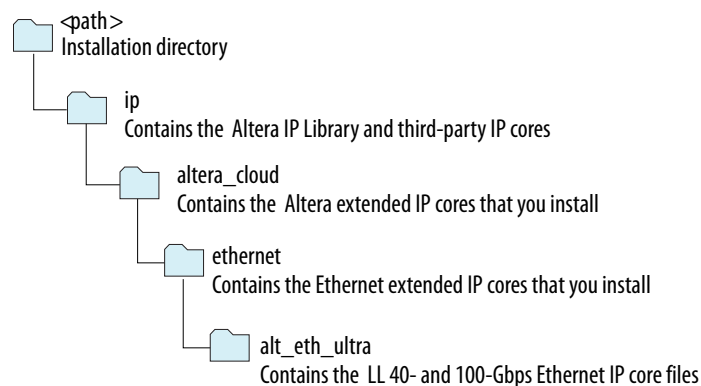 <path>
Installation directory
ip
Contains the Altera IP Library and third-party IP cores
altera_cloud
Contains the Altera extended IP cores that you install
ethernet
Contains the Ethernet extended IP cores that you install
alt_eth_ultra
Contains the LL 40- and 100-Gbps Ethernet IP core files